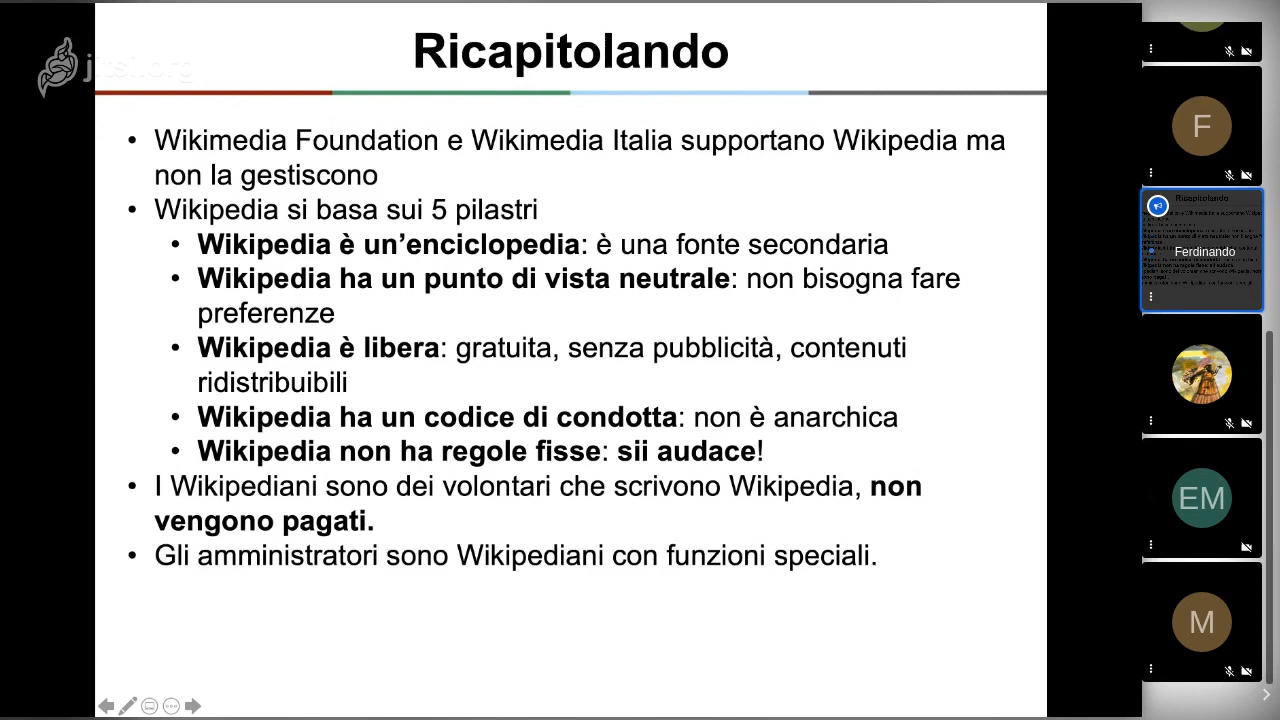 Ricapitolando
jitsi.org
• Wikimedia Foundation e Wikimedia Italia supportano Wikipedia ma
non la gestiscono
• Wikipedia si basa sui 5 pilastri
• Wikipedia è un’enciclopedia: è una fonte secondaria
• Wikipedia ha un punto di vista neutrale: non bisogna fare
preferenze
• Wikipedia è libera: gratuita, senza pubblicità, contenuti
ridistribuibili
• Wikipedia ha un codice di condotta: non è anarchica
• Wikipedia non ha regole fisse: sii audace!
• I Wikipediani sono dei volontari che scrivono Wikipedia, non
vengono pagati.
• Gli amministratori sono Wikipediani con funzioni speciali.
F
Ricapitolando
Ferdinando
EM
M